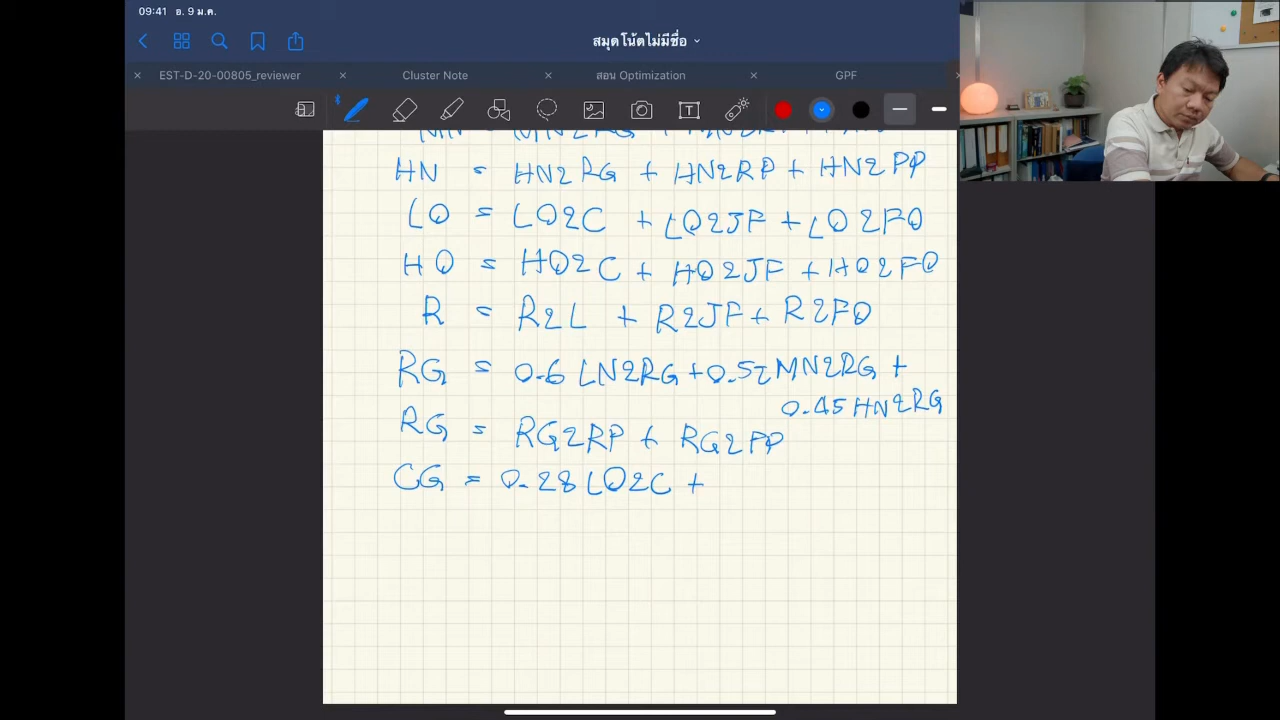 09:41 อ. 9 ม.ค.
สมุดโน้ตไม่มีชื่อ
EST-D-20-00805_reviewer
Cluster Note
สอน Optimization
GPF
T
HN = HN2RG + HN2RP + HN2PP
LO = LO2C + LO2JF + LO2FO
HO = HO2C + HO2JF + HO2FO
R = R2L + R2JF + R2FO
RG = 0.6 LN2RG + 0.52 MN2RG +
0.45 HN2RG
RG = RG2RP + RG2PP
CG = 0.28 LO2C +